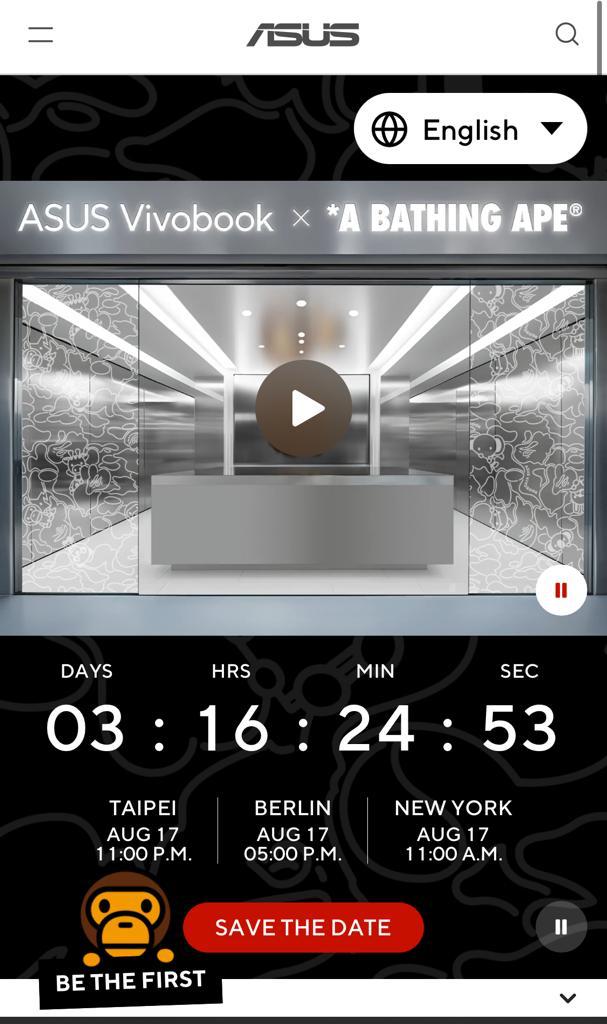 ASUS
English
ASUS Vivobook × *A BATHING APE®
DAYS HRS MIN SEC
03 : 16 : 24 : 53
TAIPEI
AUG 17
11:00 P.M.
BERLIN
AUG 17
05:00 P.M.
NEW YORK
AUG 17
11:00 A.M.
SAVE THE DATE
BE THE FIRST